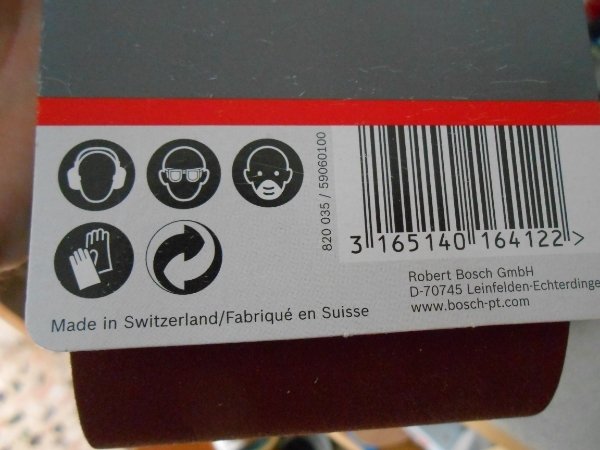 820 035 / 59060100
3 165140 164122 >
Robert Bosch GmbH
D-70745 Leinfelden-Echterdinge
www.bosch-pt.com
Made in Switzerland/Fabriqué en Suisse